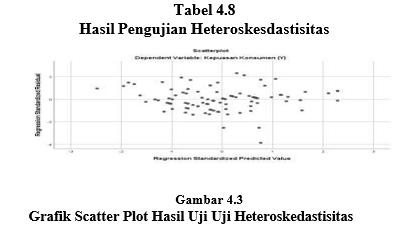 Tabel 4.8
Hasil Pengujian Heteroskesdastisitas
Scatterplot
Dependent Variable: Kepuasan Konsumen (Y)
Regression Standardized Residual
Regression Standardized Predicted Value
Gambar 4.3
Grafik Scatter Plot Hasil Uji Uji Heteroskedastisitas